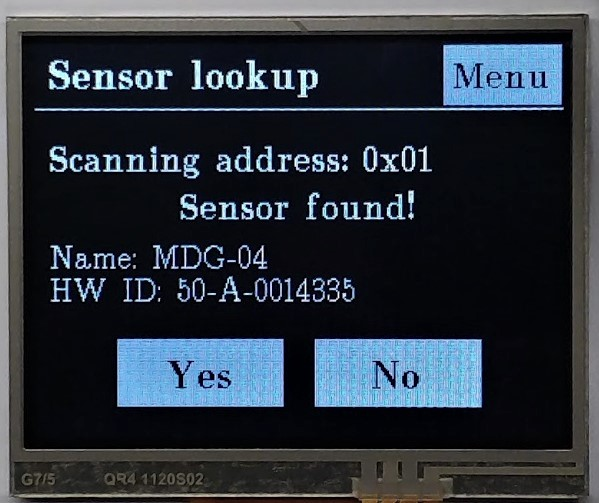 Sensor lookup
Menu
Scanning address: 0x01
Sensor found!
Name: MDG-04
HW ID: 50-A-0014335
Yes
No
G7/5
QR4 1120S02